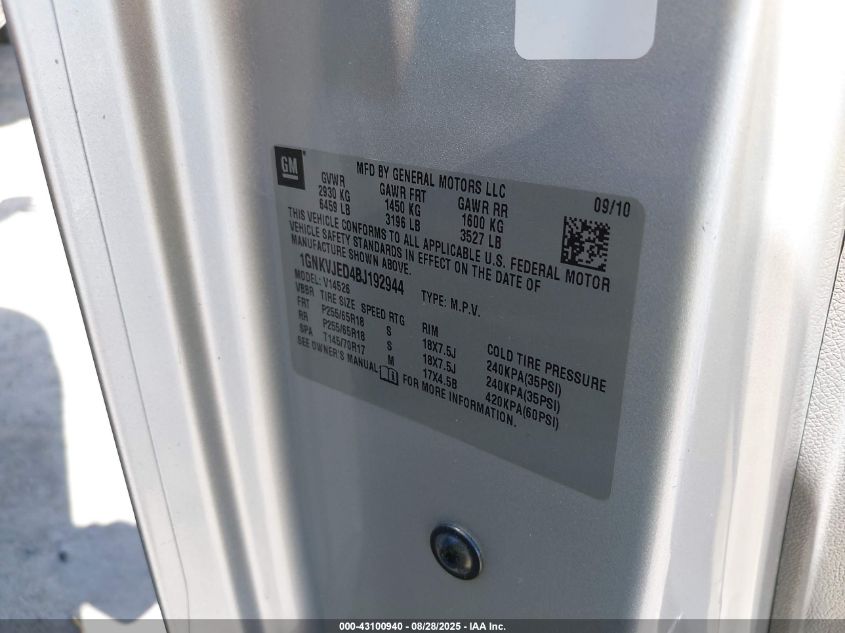 GM
MFD BY GENERAL MOTORS LLC
09/10
GVWR GAWR FRT GAWR RR
2930 KG 1450 KG 1600 KG
6459 LB 3196 LB 3527 LB
THIS VEHICLE CONFORMS TO ALL APPLICABLE U.S. FEDERAL MOTOR
VEHICLE SAFETY STANDARDS IN EFFECT ON THE DATE OF
MANUFACTURE SHOWN ABOVE.
1GNKVJED4BJ192944
TYPE: M.P.V.
MODEL: V14526
VBBR TIRE SIZE SPEED RTG RIM COLD TIRE PRESSURE
FRT P255/65R18 S 18X7.5J 240KPA(35PSI)
RR P255/65R18 S 18X7.5J 240KPA(35PSI)
SPA T145/70R17 M 17X4.5B 420KPA(60PSI)
SEE OWNER'S MANUAL FOR MORE INFORMATION.
000-43100940 - 08/28/2025 - IAA Inc.